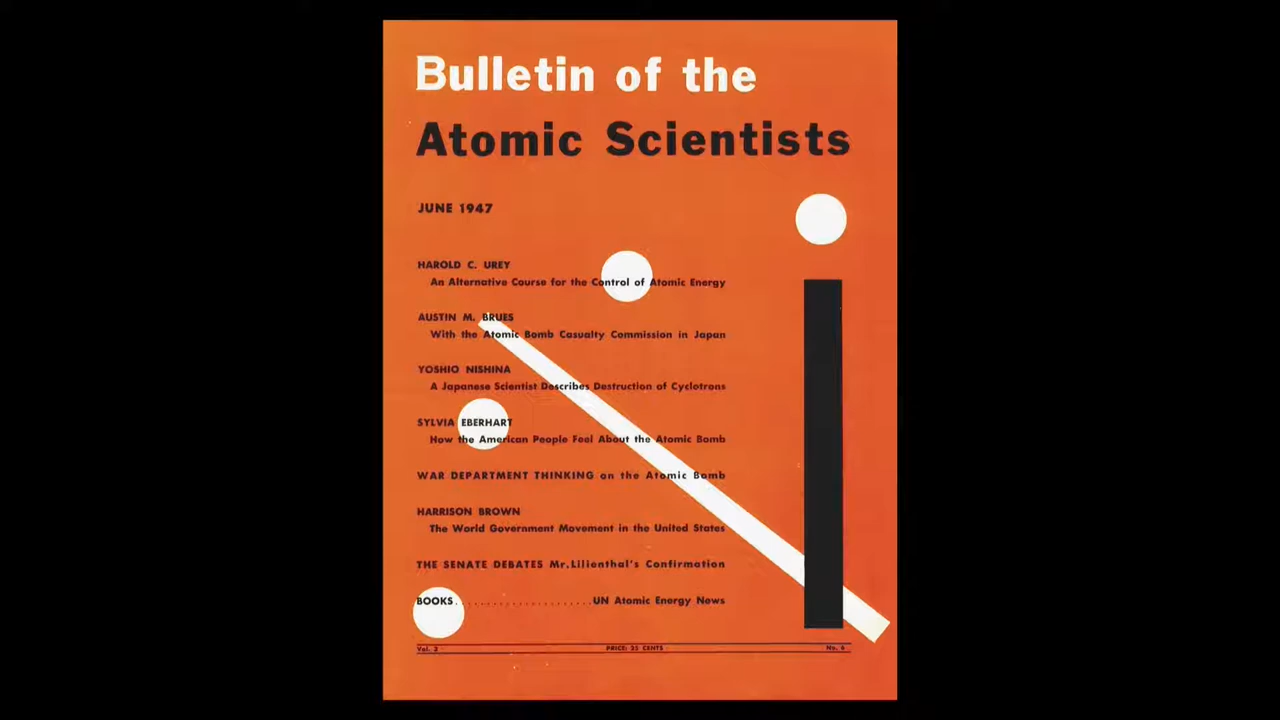 Bulletin of the
Atomic Scientists
JUNE 1947
HAROLD C. UREY
An Alternative Course for the Control of Atomic Energy
AUSTIN M. BRUES
With the Atomic Bomb Casualty Commission in Japan
YOSHIO NISHINA
A Japanese Scientist Describes Destruction of Cyclotrons
SYLVIA EBERHART
How the American People Feel About the Atomic Bomb
WAR DEPARTMENT THINKING on the Atomic Bomb
HARRISON BROWN
The World Government Movement in the United States
THE SENATE DEBATES Mr. Lilienthal's Confirmation
BOOKS......................UN Atomic Energy News
Vol. 3 PRICE: 25 CENTS No. 6